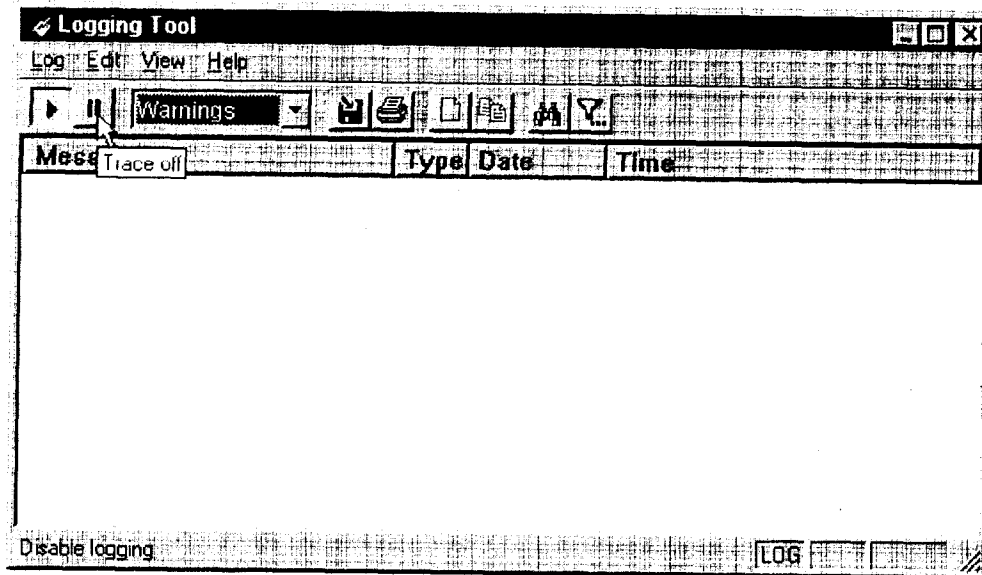 Logging Tool
Log Edit View Help
Warnings
Mess Type Date Time
Trace off
Disable logging LOG